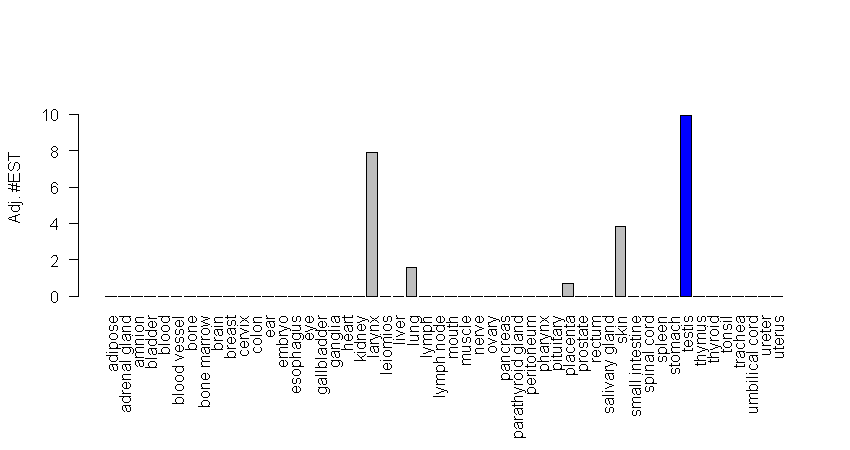 Adj. #EST
10
8
6
4
2
0
adipose
adrenal gland
amnion
bladder
blood
blood vessel
bone
bone marrow
brain
breast
cervix
colon
ear
embryo
esophagus
eye
gallbladder
ganglia
heart
kidney
larynx
leiomios
liver
lung
lymph
lymph node
mouth
muscle
nerve
ovary
pancreas
parathyroid gland
peritoneum
pharynx
pituitary
placenta
prostate
rectum
salivary gland
skin
small intestine
spinal cord
spleen
stomach
testis
thymus
thyroid
tonsil
trachea
umbilical cord
ureter
uterus